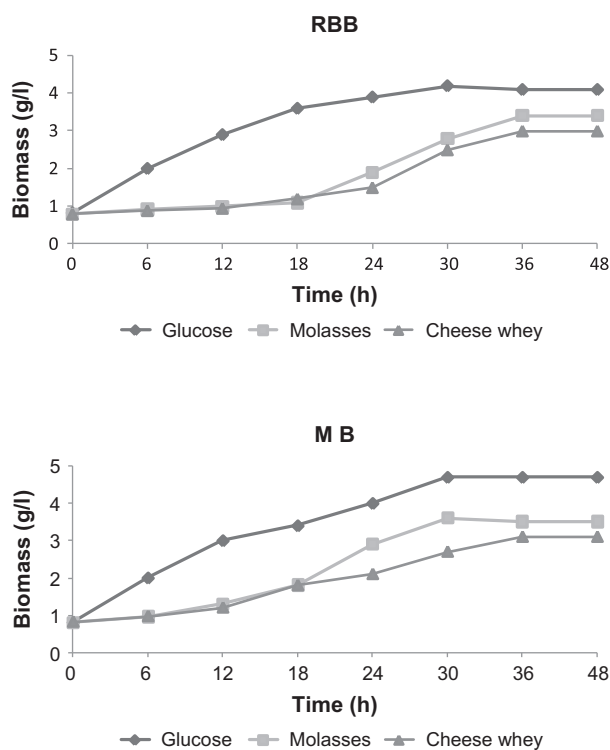 RBB
5
4
3
2
1
0
Biomass (g/l)
0 6 12 18 24 30 36 48
Time (h)
Glucose Molasses Cheese whey
M B
5
4
3
2
1
0
Biomass (g/l)
0 6 12 18 24 30 36 48
Time (h)
Glucose Molasses Cheese whey